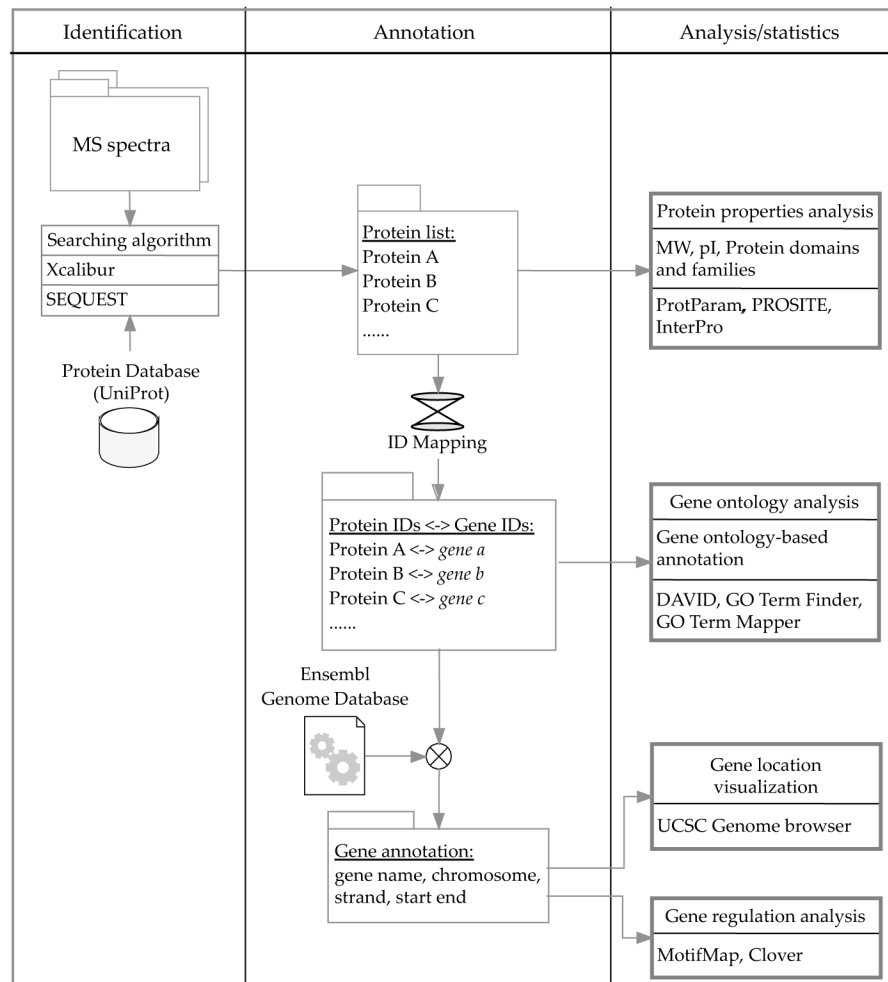 Identification
Annotation
Analysis/statistics
MS spectra
Searching algorithm
Xcalibur
SEQUEST
Protein Database
(UniProt)
Protein list:
Protein A
Protein B
Protein C
......
ID Mapping
Protein IDs <-> Gene IDs:
Protein A <-> gene a
Protein B <-> gene b
Protein C <-> gene c
......
Ensembl
Genome Database
Gene annotation:
gene name, chromosome,
strand, start end
Protein properties analysis
MW, pI, Protein domains
and families
ProtParam, PROSITE,
InterPro
Gene ontology analysis
Gene ontology-based
annotation
DAVID, GO Term Finder,
GO Term Mapper
Gene location
visualization
UCSC Genome browser
Gene regulation analysis
MotifMap, Clover